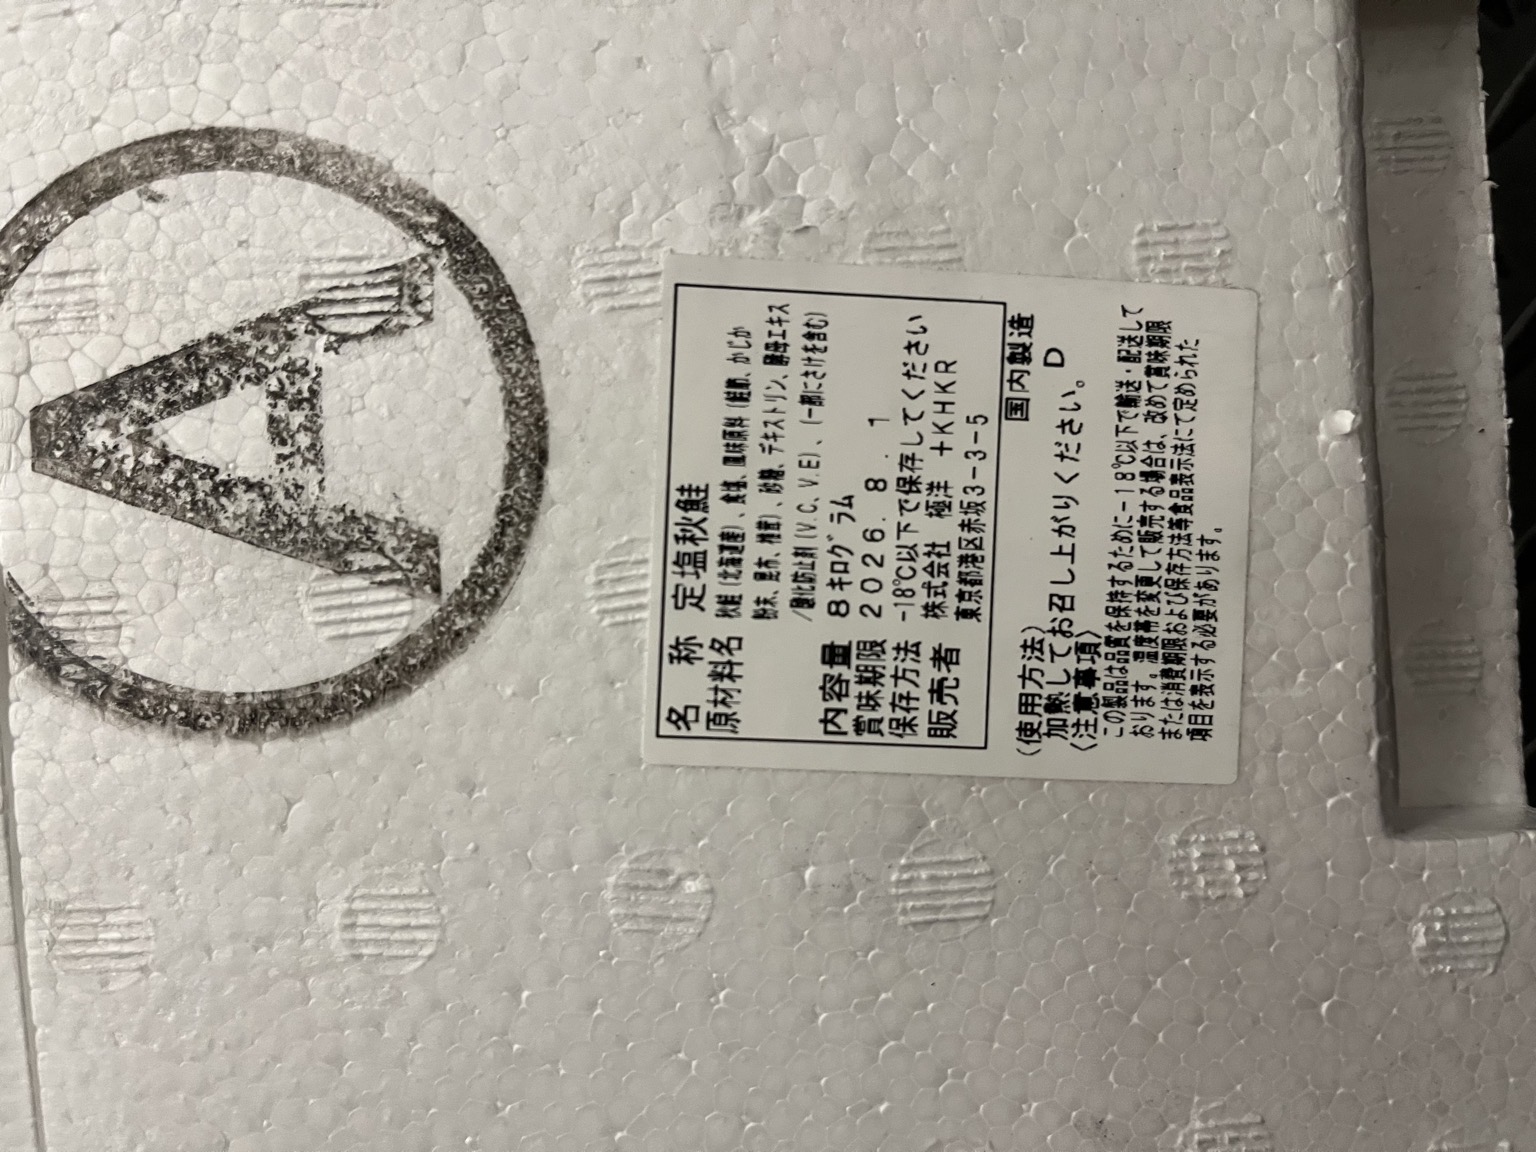 A
名　称　定塩秋鮭
原材料名　秋鮭(北海道産)、食塩、風味原料(鮭節、かじか
粉末、昆布、椎茸)、砂糖、デキストリン、酵母エキス
/酸化防止剤(V.C、V.E)、(一部にさけを含む)
内容量　8キログラム
賞味期限　2026.8.1
保存方法　-18℃以下で保存してください
販売者　株式会社　極洋　+KHKR
東京都港区赤坂3-3-5
国内製造
〈使用方法〉
加熱してお召し上がりください。　D
〈注意事項〉
この製品は品質を保持するために-18℃以下で輸送・配送して
おります。温度帯を変更して販売する場合は、改めて賞味期限
または消費期限および保存方法等食品表示法にて定められた
項目を表示する必要があります。